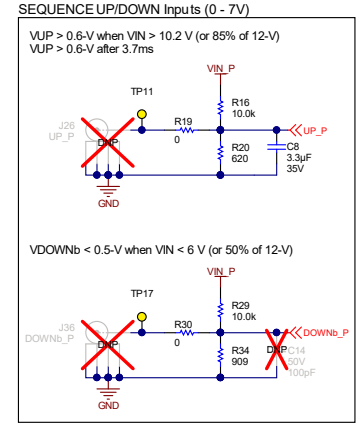 SEQUENCE UP/DOWN Inputs (0 - 7V)
VUP > 0.6-V when VIN > 10.2 V (or 85% of 12-V)
VUP > 0.6-V after 3.7ms
VIN_P
TP11
R16
10.0k
J26
UP_P
DNP
R19
0
UP_P
R20
620
C8
3.3µF
35V
GND
VDOWNb < 0.5-V when VIN < 6 V (or 50% of 12-V)
VIN_P
TP17
R29
10.0k
J36
DOWNb_P
DNP
R30
0
DOWNb_P
R34
909
DNP
C14
50V
100pF
GND